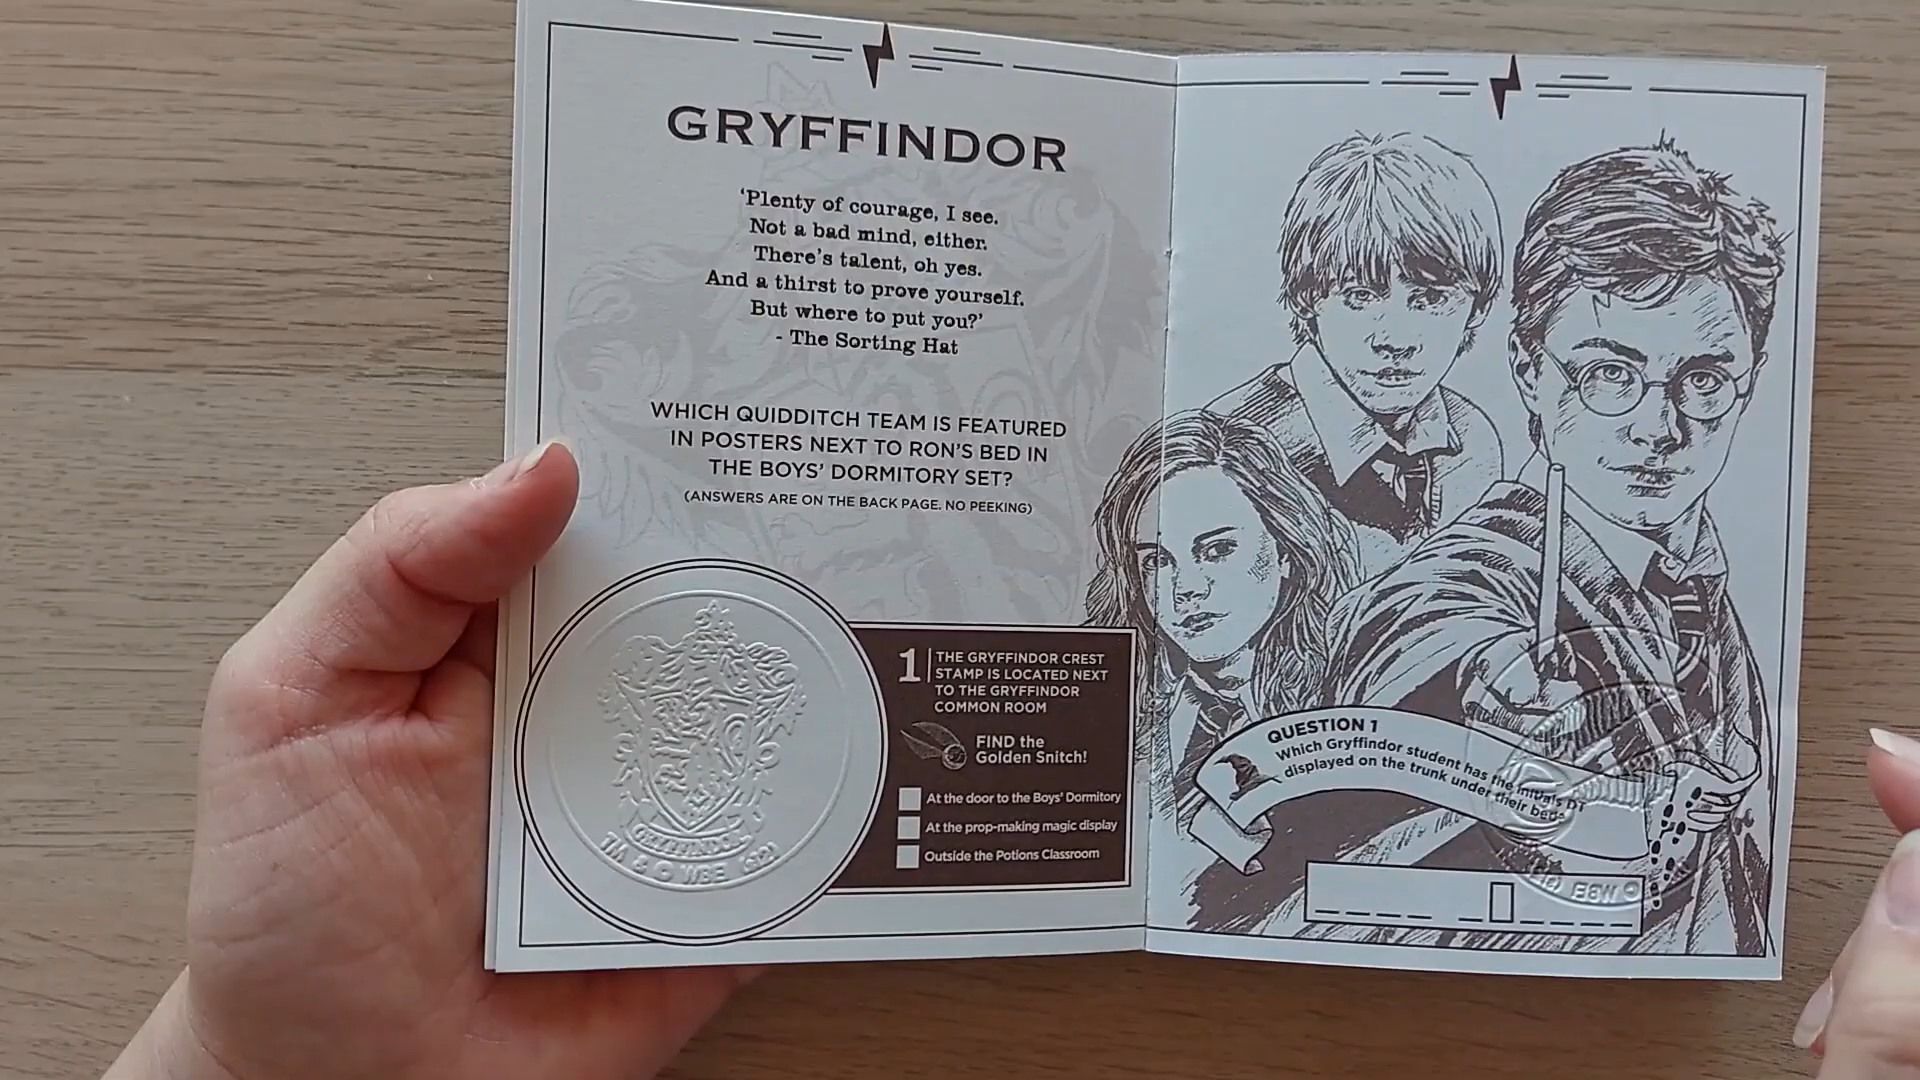 GRYFFINDOR
‘Plenty of courage, I see.
Not a bad mind, either.
There’s talent, oh yes.
And a thirst to prove yourself.
But where to put you?’
- The Sorting Hat
WHICH QUIDDITCH TEAM IS FEATURED
IN POSTERS NEXT TO RON’S BED IN
THE BOYS’ DORMITORY SET?
(ANSWERS ARE ON THE BACK PAGE. NO PEEKING)
GRYFFINDOR
TM & © WBE (s21)
1
THE GRYFFINDOR CREST
STAMP IS LOCATED NEXT
TO THE GRYFFINDOR
COMMON ROOM
FIND the
Golden Snitch!
At the door to the Boys’ Dormitory
At the prop-making magic display
Outside the Potions Classroom
QUESTION 1
Which Gryffindor student has the initials DT
displayed on the trunk under their bed?